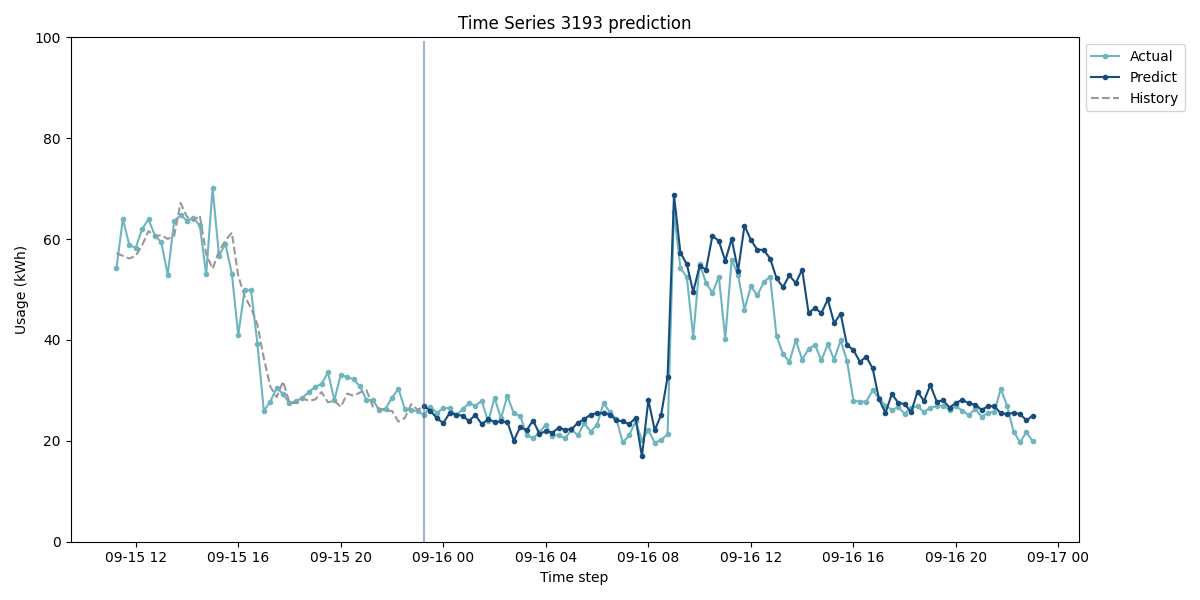 Time Series 3193 prediction
100
80
60
40
20
0
Usage (kWh)
09-15 12
09-15 16
09-15 20
09-16 00
09-16 04
09-16 08
09-16 12
09-16 16
09-16 20
09-17 00
Time step
Actual
Predict
History